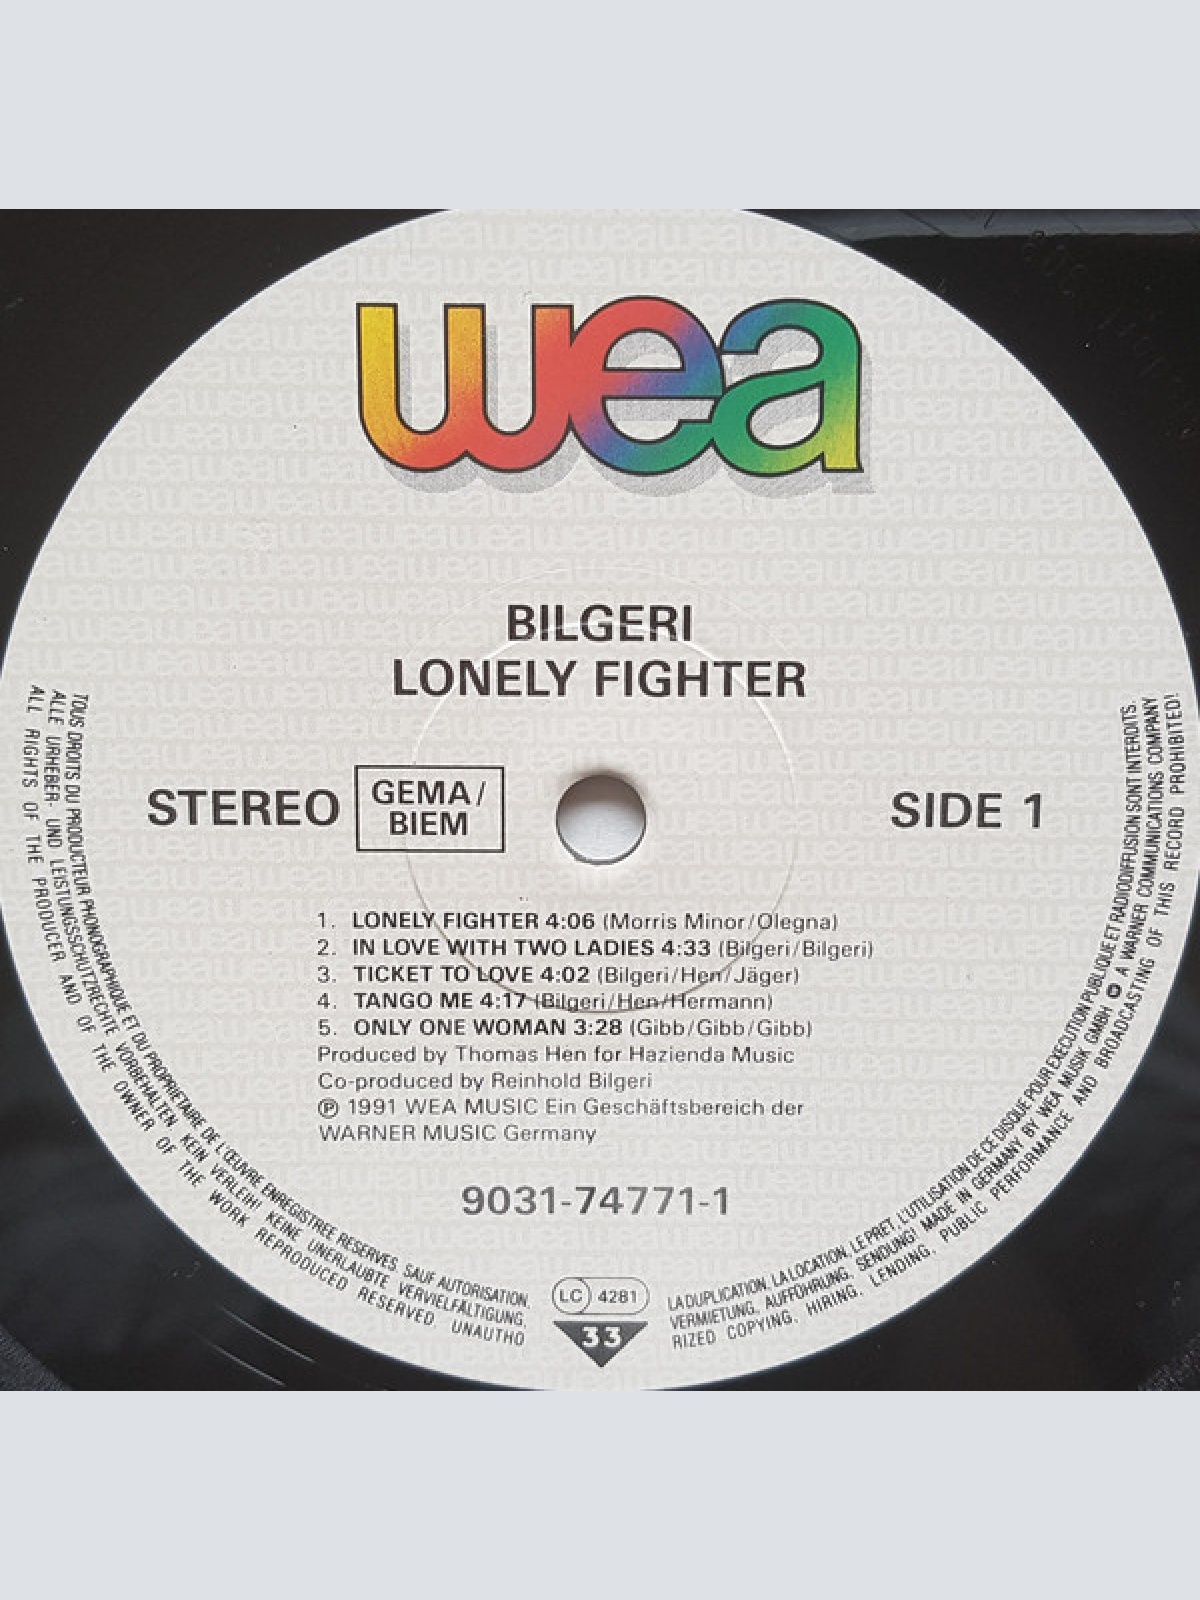 wea
BILGERI
LONELY FIGHTER
STEREO
GEMA/
BIEM
SIDE 1
1. LONELY FIGHTER 4:06 (Morris Minor/Olegna)
2. IN LOVE WITH TWO LADIES 4:33 (Bilgeri/Bilgeri)
3. TICKET TO LOVE 4:02 (Bilgeri/Hen/Jäger)
4. TANGO ME 4:17 (Bilgeri/Hen/Hermann)
5. ONLY ONE WOMAN 3:28 (Gibb/Gibb/Gibb)
Produced by Thomas Hen for Hazienda Music
Co-produced by Reinhold Bilgeri
℗ 1991 WEA MUSIC Ein Geschäftsbereich der
WARNER MUSIC Germany
9031-74771-1
LC 4281
33
TOUS DROITS DU PRODUCTEUR PHONOGRAPHIQUE ET DU PROPRIETAIRE DE L'ŒUVRE ENREGISTREE RESERVES. SAUF AUTORISATION,
ALLE URHEBER- UND LEISTUNGSSCHUTZRECHTE VORBEHALTEN. KEIN VERLEIH! KEINE UNERLAUBTE VERVIELFÄLTIGUNG,
ALL RIGHTS OF THE PRODUCER AND OF THE OWNER OF THE WORK REPRODUCED RESERVED. UNAUTHO
LA DUPLICATION, LA LOCATION, LE PRET, L'UTILISATION DE CE DISQUE POUR EXECUTION PUBLIQUE ET RADIODIFFUSION SONT INTERDITS.
VERMIETUNG, AUFFÜHRUNG, SENDUNG! MADE IN GERMANY BY WEA MUSIK GMBH A WARNER COMMUNICATIONS COMPANY
RIZED COPYING, HIRING, LENDING, PUBLIC PERFORMANCE AND BROADCASTING OF THIS RECORD PROHIBITED!